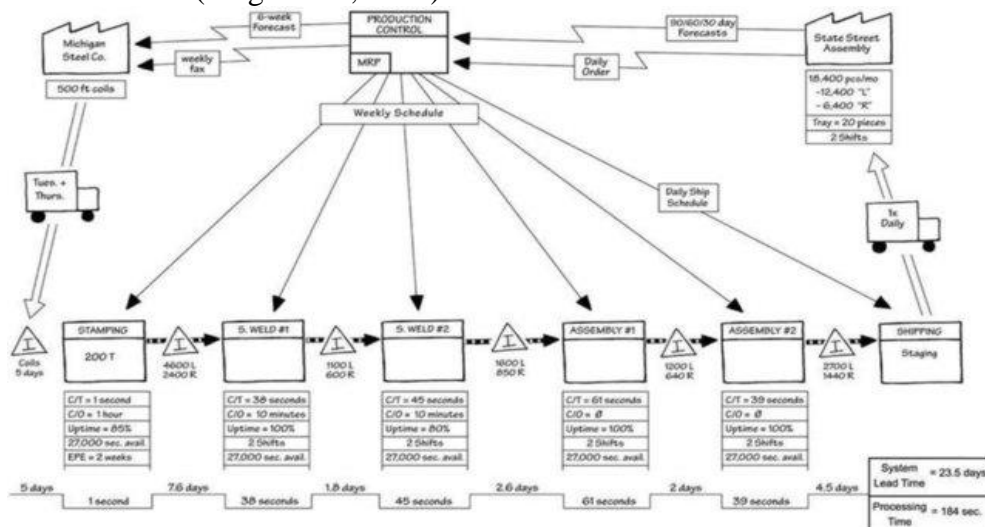 6-week
Forecast
PRODUCTION
CONTROL
MRP
90/60/30 day
Forecasts
Michigan
Steel Co.
weekly
fax
Daily
Order
State Street
Assembly
500 ft coils
18,400 pcs/mo
-12,400 "L"
- 6,400 "R"
Tray = 20 pieces
2 Shifts
Weekly Schedule
Tues. +
Thurs.
Daily Ship
Schedule
1x
Daily
I
Coils
5 days
STAMPING
200 T
I
4600 L
2400 R
S. WELD #1
I
1100 L
600 R
S. WELD #2
I
1600 L
850 R
ASSEMBLY #1
I
1200 L
640 R
ASSEMBLY #2
I
2700 L
1440 R
SHIPPING
Staging
C/T = 1 second
C/O = 1 hour
Uptime = 85%
27,000 sec. avail.
EPE = 2 weeks
C/T = 38 seconds
C/O = 10 minutes
Uptime = 100%
2 Shifts
27,000 sec. avail.
C/T = 45 seconds
C/O = 10 minutes
Uptime = 80%
2 Shifts
27,000 sec. avail.
C/T = 61 seconds
C/O = Ø
Uptime = 100%
2 Shifts
27,000 sec. avail.
C/T = 39 seconds
C/O = Ø
Uptime = 100%
2 Shifts
27,000 sec. avail.
5 days
1 second
7.6 days
38 seconds
1.8 days
45 seconds
2.6 days
61 seconds
2 days
39 seconds
4.5 days
System
Lead Time = 23.5 days
Processing
Time = 184 sec.